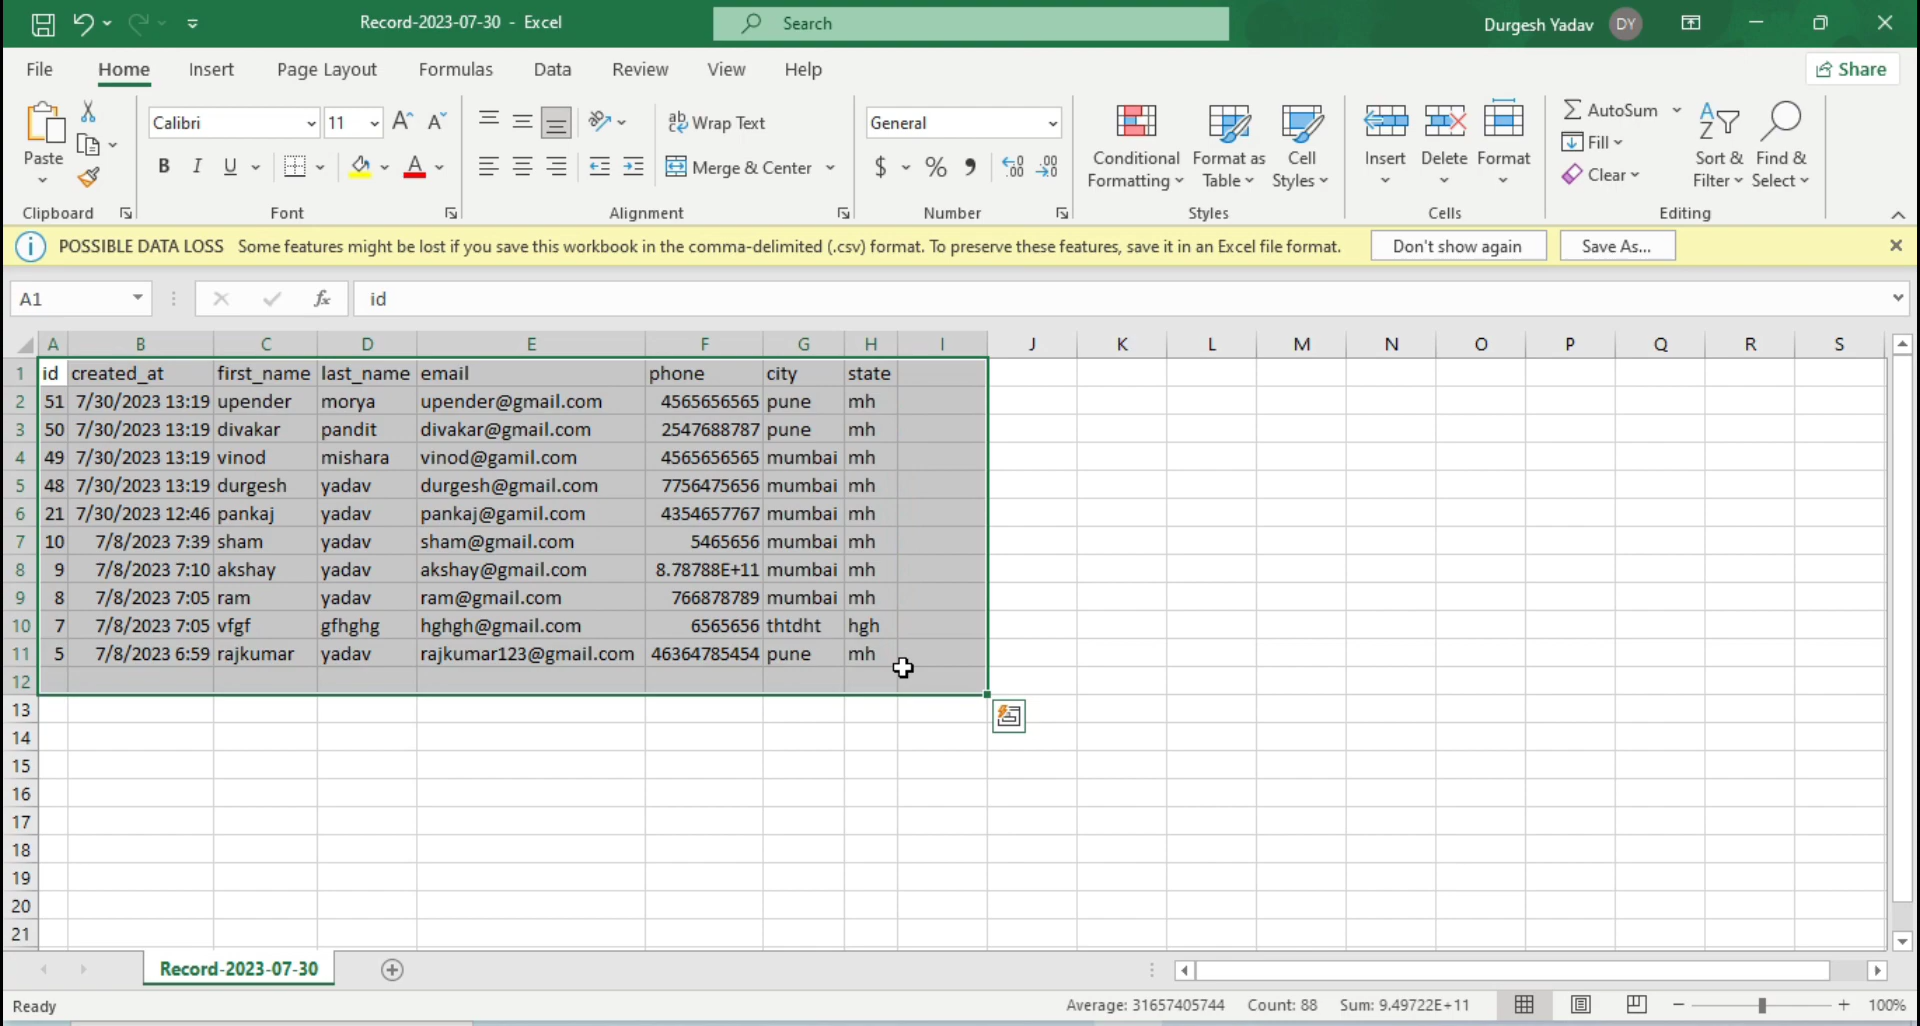 Record-2023-07-30 - Excel
Search
Durgesh Yadav DY
File Home Insert Page Layout Formulas Data Review View Help Share
Paste
Clipboard
Calibri 11
B I U
Font
Wrap Text
Merge & Center
Alignment
General
$ % 
Number
Conditional Formatting
Format as Table
Cell Styles
Styles
Insert Delete Format
Cells
AutoSum
Fill
Clear
Sort & Filter
Find & Select
Editing
POSSIBLE DATA LOSS Some features might be lost if you save this workbook in the comma-delimited (.csv) format. To preserve these features, save it in an Excel file format. Don't show again Save As...
A1 fx id
A B C D E F G H I J K L M N O P Q R S
1 id created_at first_name last_name email phone city state
2 51 7/30/2023 13:19 upender morya upender@gmail.com 4565656565 pune mh
3 50 7/30/2023 13:19 divakar pandit divakar@gmail.com 2547688787 pune mh
4 49 7/30/2023 13:19 vinod mishara vinod@gamil.com 4565656565 mumbai mh
5 48 7/30/2023 13:19 durgesh yadav durgesh@gmail.com 7756475656 mumbai mh
6 21 7/30/2023 12:46 pankaj yadav pankaj@gamil.com 4354657767 mumbai mh
7 10 7/8/2023 7:39 sham yadav sham@gmail.com 5465656 mumbai mh
8 9 7/8/2023 7:10 akshay yadav akshay@gmail.com 8.78788E+11 mumbai mh
9 8 7/8/2023 7:05 ram yadav ram@gmail.com 766878789 mumbai mh
10 7 7/8/2023 7:05 vfgf gfhghg hghgh@gmail.com 6565656 thtdht hgh
11 5 7/8/2023 6:59 rajkumar yadav rajkumar123@gmail.com 46364785454 pune mh
12
13
14
15
16
17
18
19
20
21
Record-2023-07-30
Ready Average: 31657405744 Count: 88 Sum: 9.49722E+11 100%